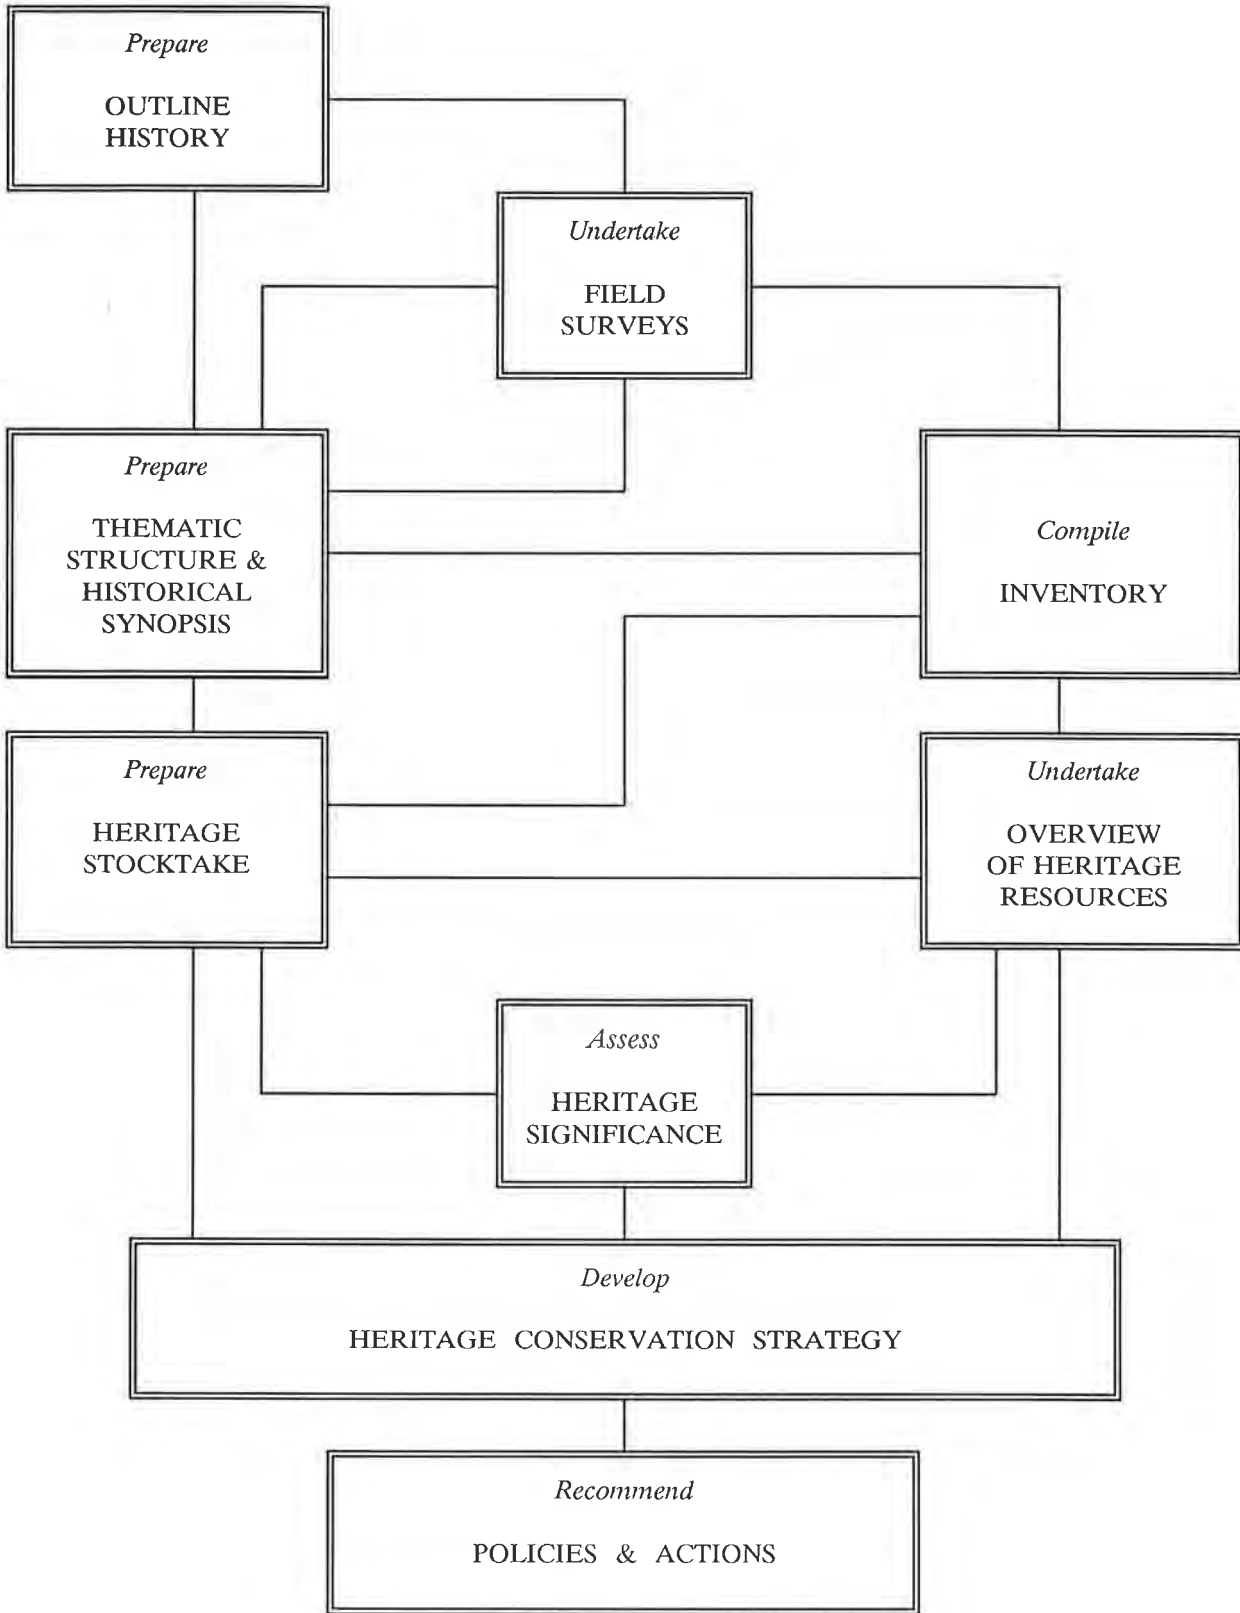 Prepare
OUTLINE
HISTORY
Undertake
FIELD
SURVEYS
Prepare
THEMATIC
STRUCTURE &
HISTORICAL
SYNOPSIS
Compile
INVENTORY
Prepare
HERITAGE
STOCKTAKE
Undertake
OVERVIEW
OF HERITAGE
RESOURCES
Assess
HERITAGE
SIGNIFICANCE
Develop
HERITAGE CONSERVATION STRATEGY
Recommend
POLICIES & ACTIONS